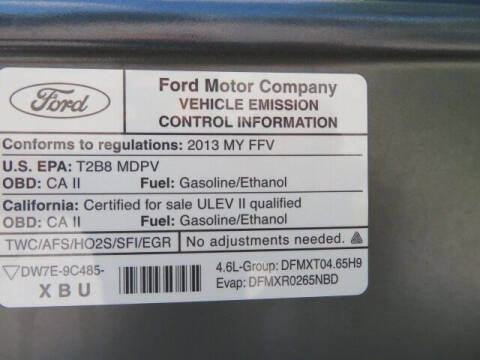 Ford
Ford Motor Company
VEHICLE EMISSION
CONTROL INFORMATION
Conforms to regulations: 2013 MY FFV
U.S. EPA: T2B8 MDPV
OBD: CA II Fuel: Gasoline/Ethanol
California: Certified for sale ULEV II qualified
OBD: CA II Fuel: Gasoline/Ethanol
TWC/AFS/HO2S/SFI/EGR No adjustments needed.
DW7E-9C485- 4.6L-Group: DFMXT04.65H9
XBU Evap: DFMXR0265NBD